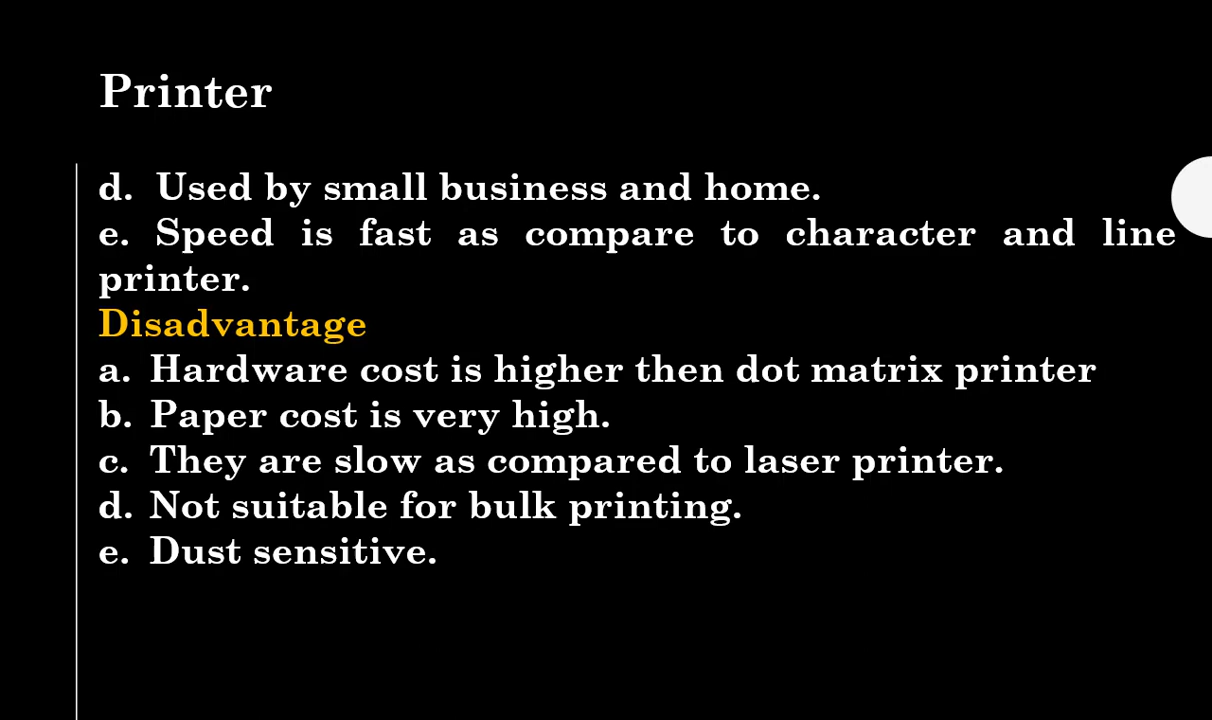 Printer
d. Used by small business and home.
e. Speed is fast as compare to character and line
printer.
Disadvantage
a. Hardware cost is higher then dot matrix printer
b. Paper cost is very high.
c. They are slow as compared to laser printer.
d. Not suitable for bulk printing.
e. Dust sensitive.